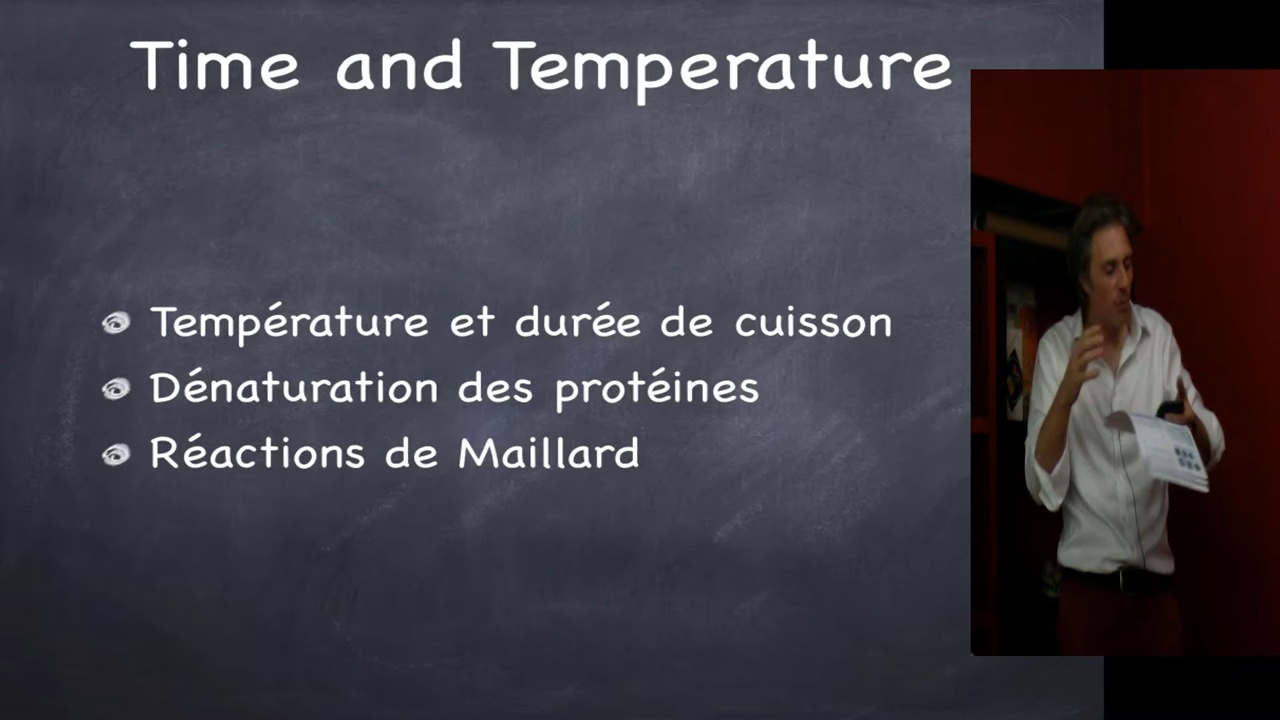 Time and Temperature
Température et durée de cuisson
Dénaturation des protéines
Réactions de Maillard